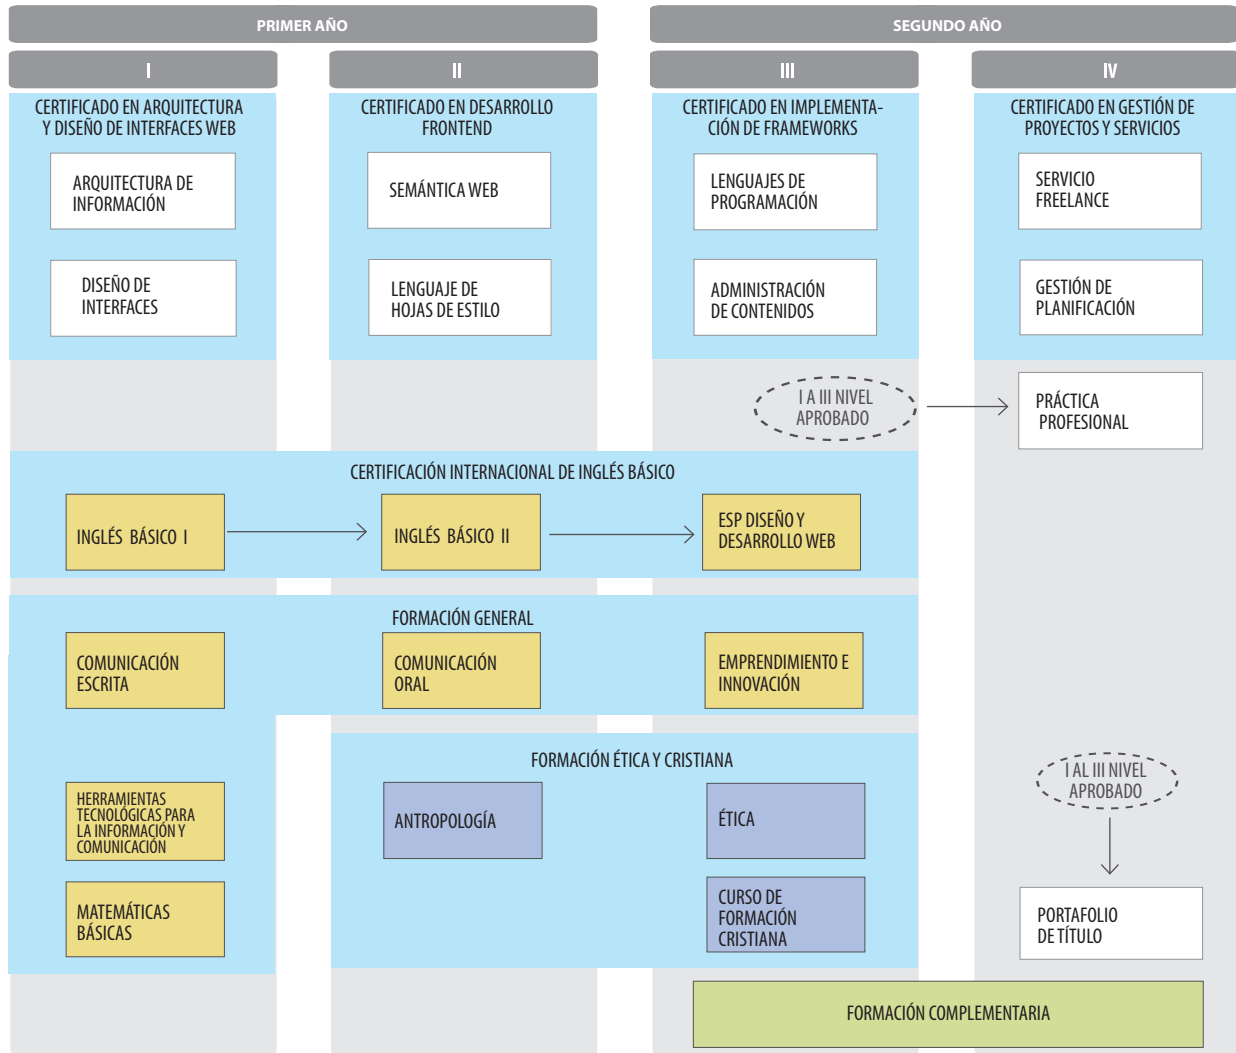 PRIMER AÑO
SEGUNDO AÑO
I
II
III
IV
CERTIFICADO EN ARQUITECTURA
Y DISEÑO DE INTERFACES WEB
CERTIFICADO EN DESARROLLO
FRONTEND
CERTIFICADO EN IMPLEMENTA-
CIÓN DE FRAMEWORKS
CERTIFICADO EN GESTIÓN DE
PROYECTOS Y SERVICIOS
ARQUITECTURA DE
INFORMACIÓN
SEMÁNTICA WEB
LENGUAJES DE
PROGRAMACIÓN
SERVICIO
FREELANCE
DISEÑO DE
INTERFACES
LENGUAJE DE
HOJAS DE ESTILO
ADMINISTRACIÓN
DE CONTENIDOS
GESTIÓN DE
PLANIFICACIÓN
I A III NIVEL
APROBADO
PRÁCTICA
PROFESIONAL
CERTIFICACIÓN INTERNACIONAL DE INGLÉS BÁSICO
INGLÉS BÁSICO I
INGLÉS BÁSICO II
ESP DISEÑO Y
DESARROLLO WEB
FORMACIÓN GENERAL
COMUNICACIÓN
ESCRITA
COMUNICACIÓN
ORAL
EMPRENDIMIENTO E
INNOVACIÓN
FORMACIÓN ÉTICA Y CRISTIANA
HERRAMIENTAS
TECNOLÓGICAS PARA
LA INFORMACIÓN Y
COMUNICACIÓN
ANTROPOLOGÍA
ÉTICA
I AL III NIVEL
APROBADO
MATEMÁTICAS
BÁSICAS
CURSO DE
FORMACIÓN
CRISTIANA
PORTAFOLIO
DE TÍTULO
FORMACIÓN COMPLEMENTARIA